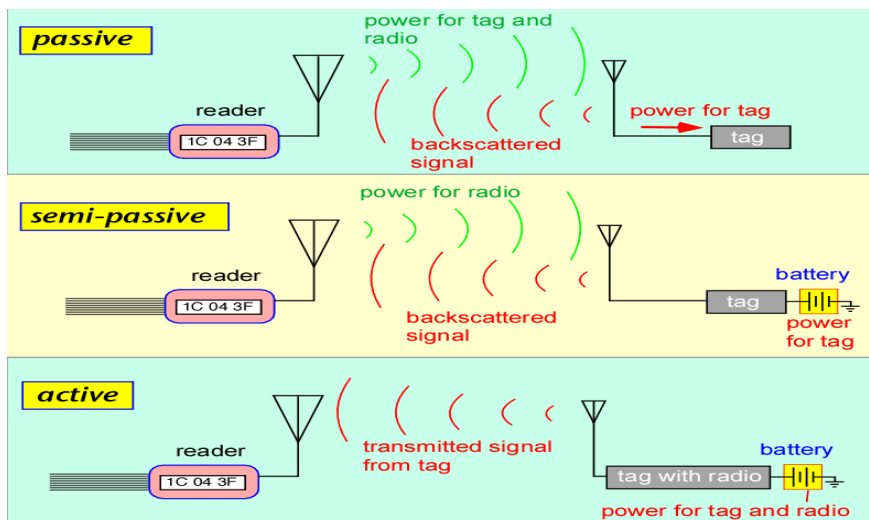 passive
power for tag and
radio
reader
1C 04 3F
backscattered
signal
power for tag
tag
semi-passive
power for radio
reader
1C 04 3F
backscattered
signal
tag
battery
power
for tag
active
reader
1C 04 3F
transmitted signal
from tag
tag with radio
battery
power for tag and radio